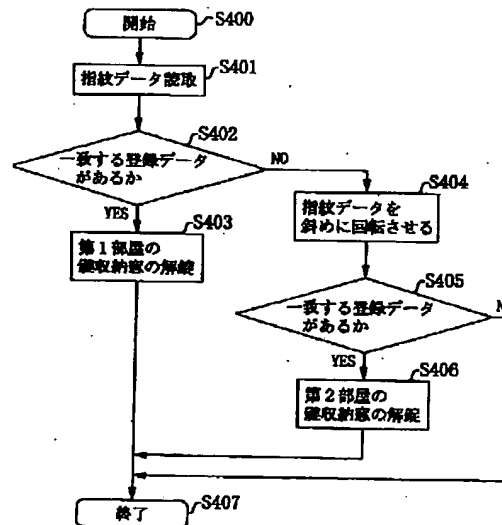 開始
S400
指紋データ読取
S401
一致する登録データ
があるか
S402
NO
YES
第1部屋の
鍵収納窓の解錠
S403
指紋データを
斜めに回転させる
S404
一致する登録データ
があるか
S405
YES
第2部屋の
鍵収納窓の解錠
S406
終了
S407